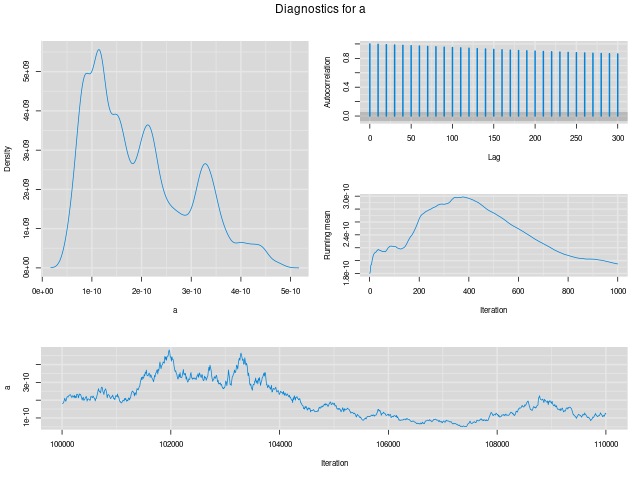 Diagnostics for a
Density
0e+00 1e+09 2e+09 3e+09 4e+09 5e+09
0e+00 1e-10 2e-10 3e-10 4e-10 5e-10
a
Autocorrelation
0.0 0.4 0.8
0 50 100 150 200 250 300
Lag
Running mean
1.8e-10 2.4e-10 3.0e-10
0 200 400 600 800 1000
Iteration
a
1e-10 3e-10
100000 102000 104000 106000 108000 110000
Iteration